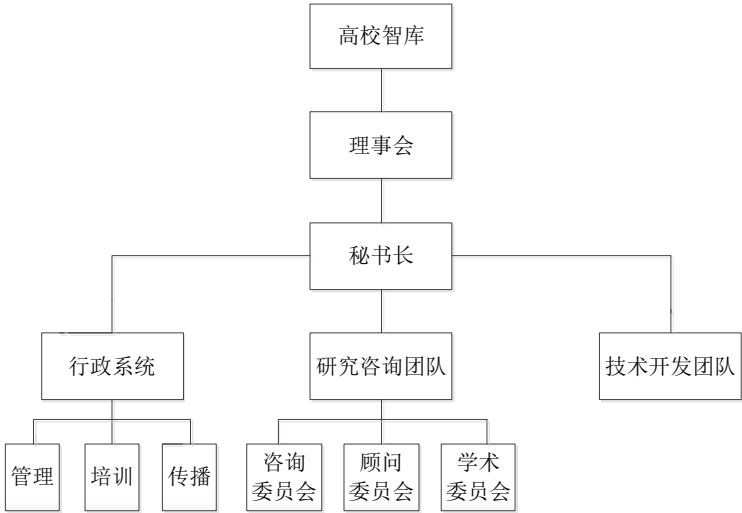 高校智库
理事会
秘书长
行政系统
研究咨询团队
技术开发团队
管理
培训
传播
咨询
委员会
顾问
委员会
学术
委员会